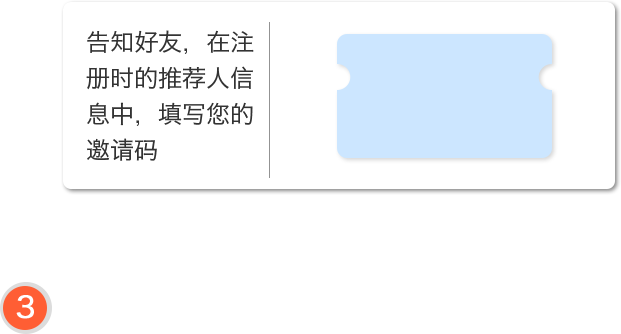 告知好友，在注
册时的推荐人信
息中，填写您的
邀请码
3